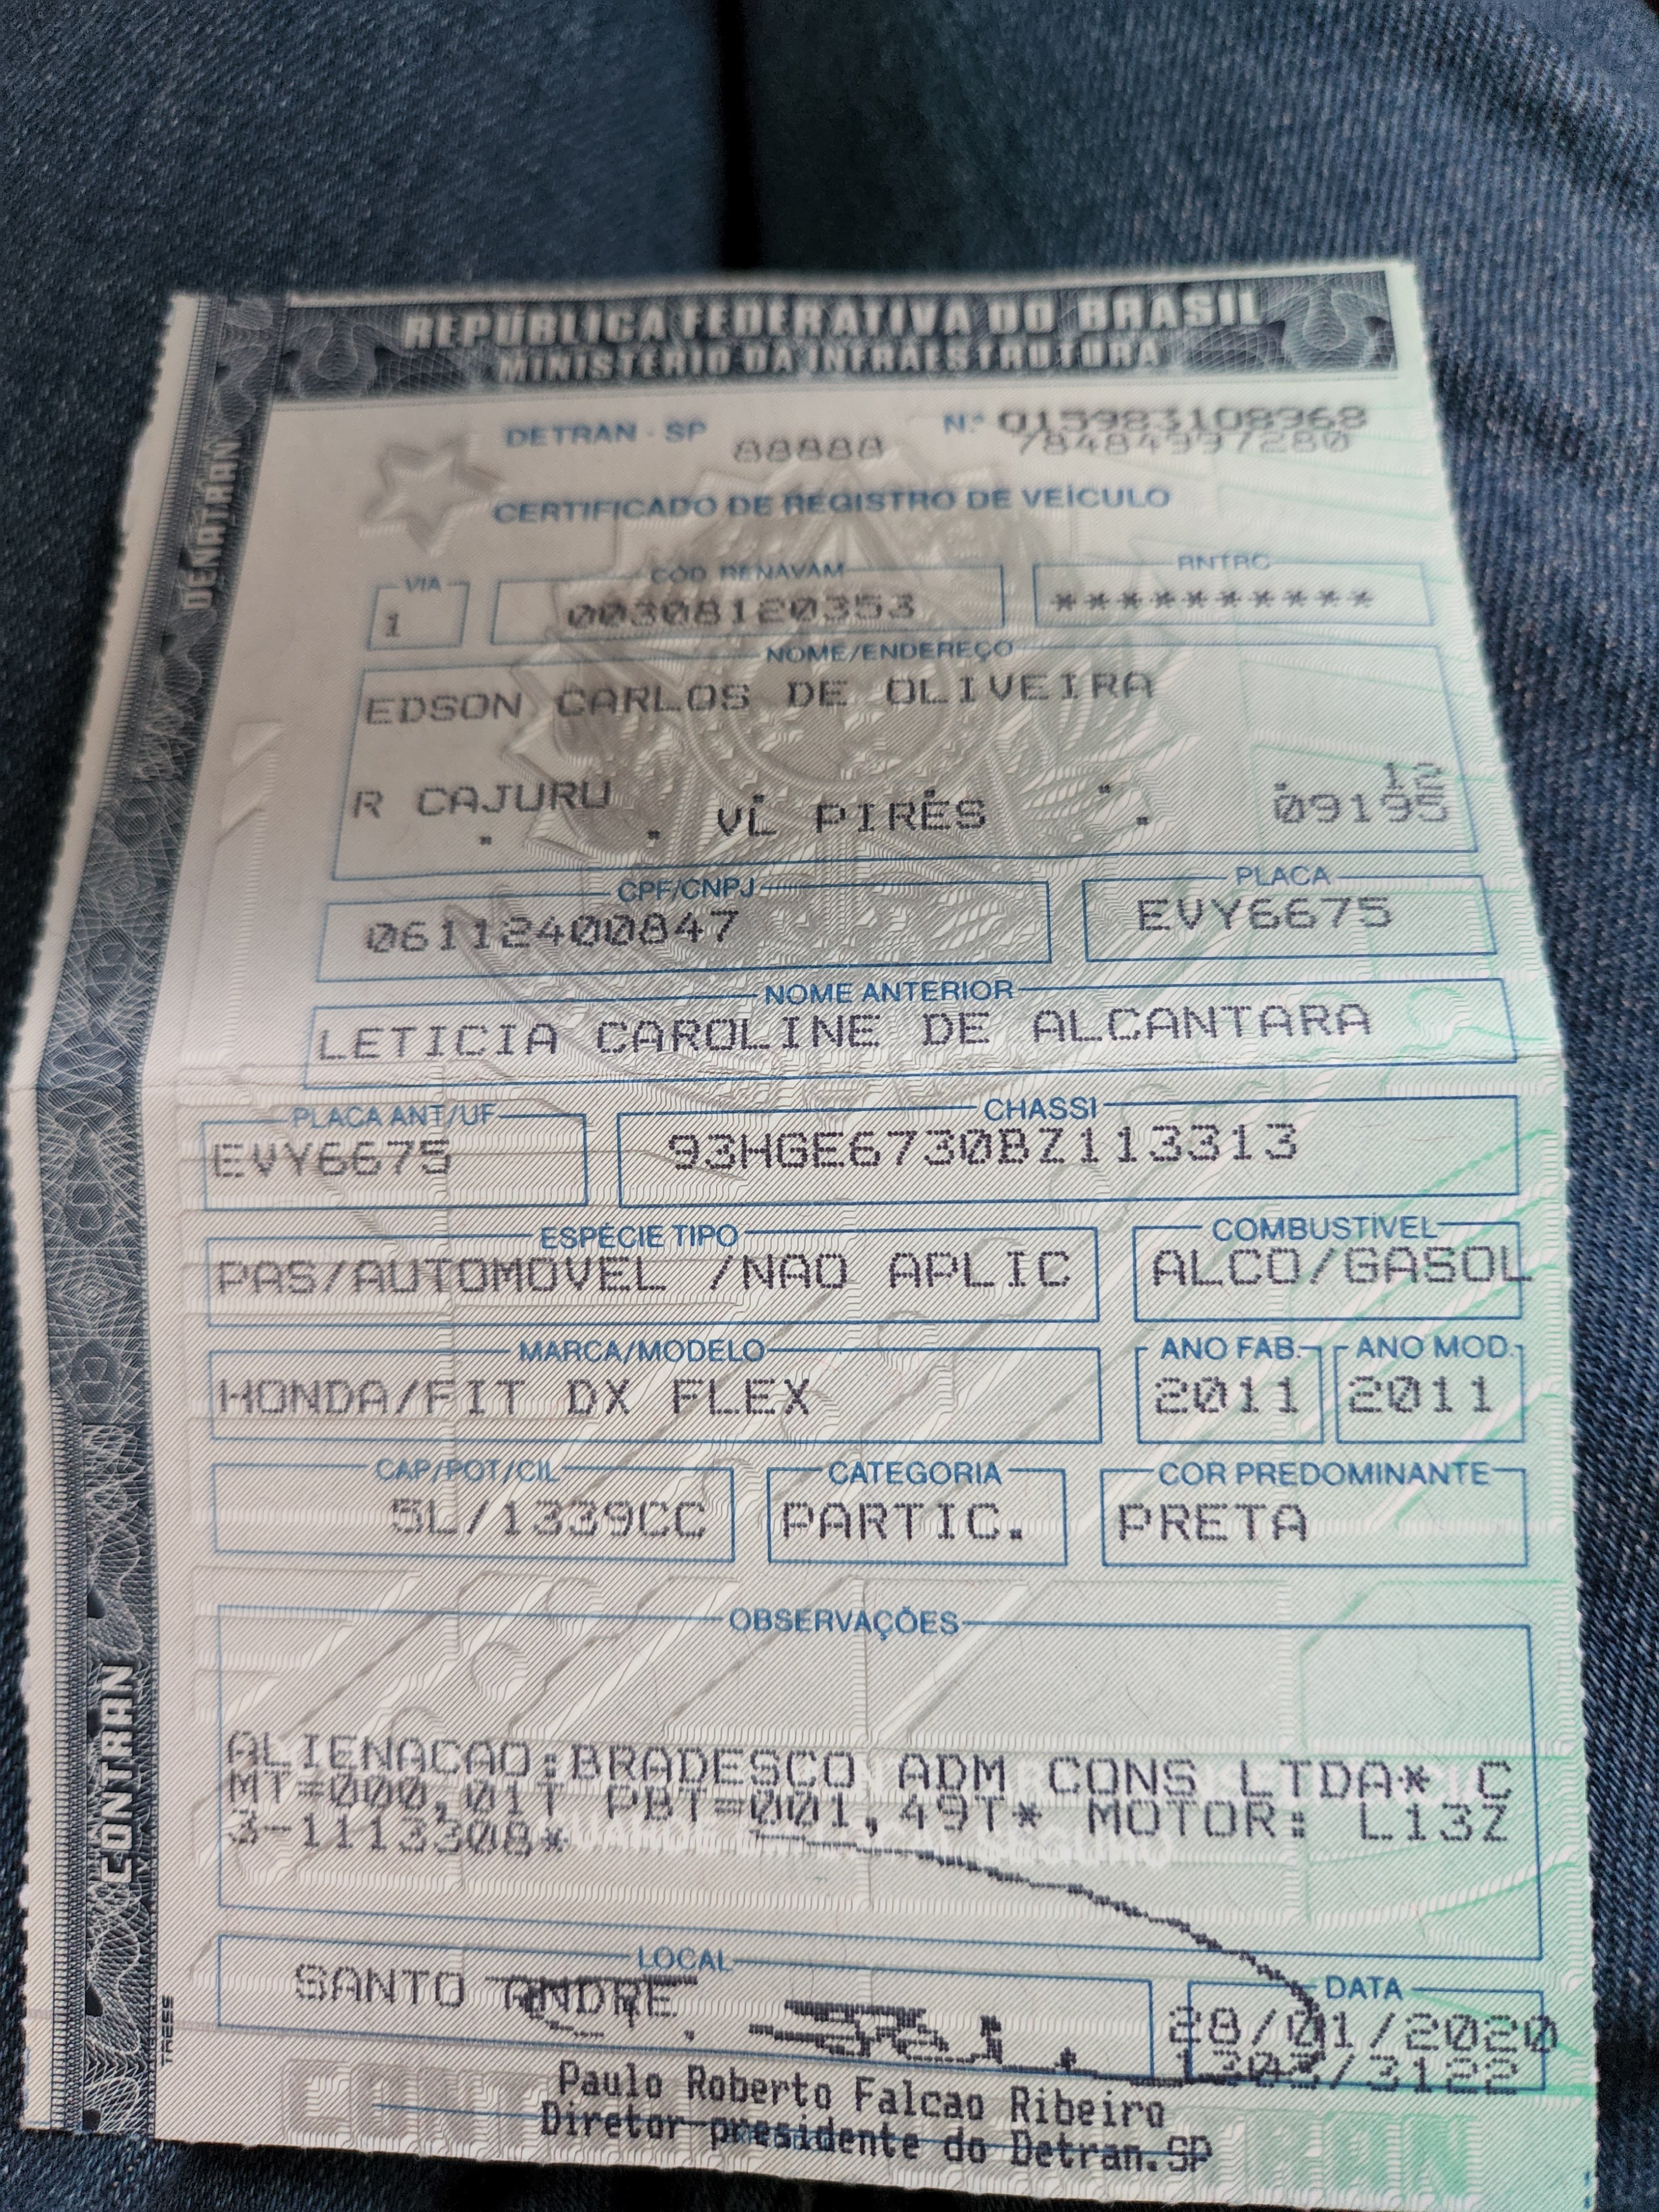 REPÚBLICA FEDERATIVA DO BRASIL
MINISTÉRIO DA INFRAESTRUTURA
DENATRAN
DETRAN - SP
88888
N.º 015983108968
78484997280
CERTIFICADO DE REGISTRO DE VEÍCULO
VIA
1
CÓD. RENAVAM
00308120353
RNTRC
**********
NOME/ENDEREÇO
EDSON CARLOS DE OLIVEIRA
R CAJURU . . . 12
. . VL PIRES . 09195
CPF/CNPJ
06112400847
PLACA
EVY6675
NOME ANTERIOR
LETICIA CAROLINE DE ALCANTARA
PLACA ANT/UF
EVY6675
CHASSI
93HGE6730BZ113313
ESPÉCIE TIPO
PAS/AUTOMOVEL /NAO APLIC
COMBUSTÍVEL
ALCO/GASOL
MARCA/MODELO
HONDA/FIT DX FLEX
ANO FAB.
2011
ANO MOD.
2011
CAP/POT/CIL
5L/1339CC
CATEGORIA
PARTIC.
COR PREDOMINANTE
PRETA
OBSERVAÇÕES
ALIENACAO:BRADESCO ADM CONS LTDA* C
MT=000,01T PBT=001,49T* MOTOR: L13Z
3-1113308*
CONTRAN
LOCAL
SANTO ANDRE
DATA
28/01/2020
1303/3122
TRESS
Paulo Roberto Falcao Ribeiro
Diretor-presidente do Detran.SP